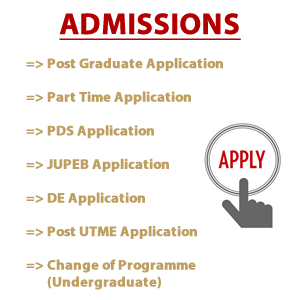 ADMISSIONS
=> Post Graduate Application
=> Part Time Application
=> PDS Application
=> JUPEB Application
APPLY
=> DE Application
=> Post UTME Application
=> Change of Programme
(Undergraduate)